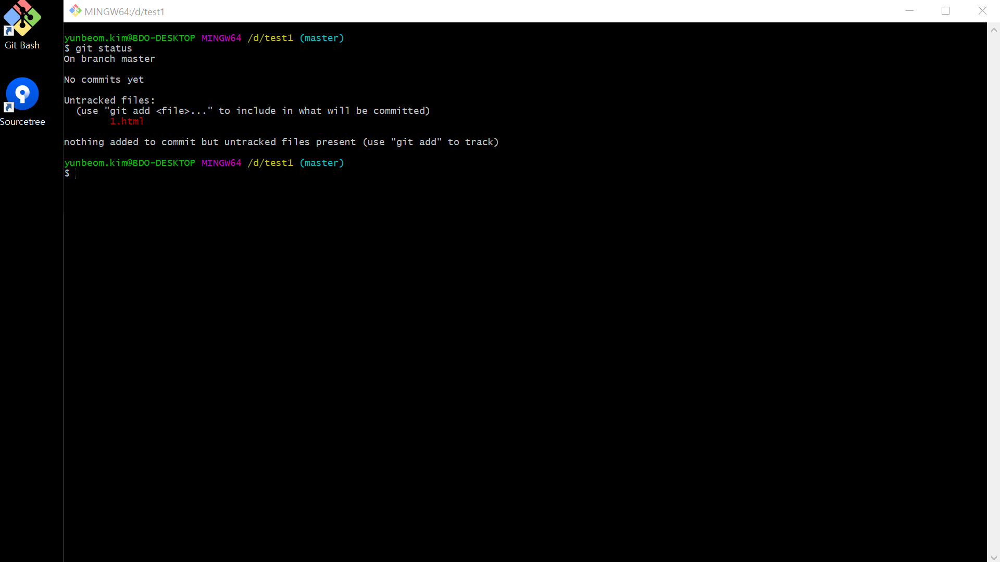 Git Bash
Sourcetree
MINGW64:/d/test1
yunbeom.kim@BDO-DESKTOP MINGW64 /d/test1 (master)
$ git status
On branch master
No commits yet
Untracked files:
(use "git add <file>..." to include in what will be committed)
1.html
nothing added to commit but untracked files present (use "git add" to track)
yunbeom.kim@BDO-DESKTOP MINGW64 /d/test1 (master)
$